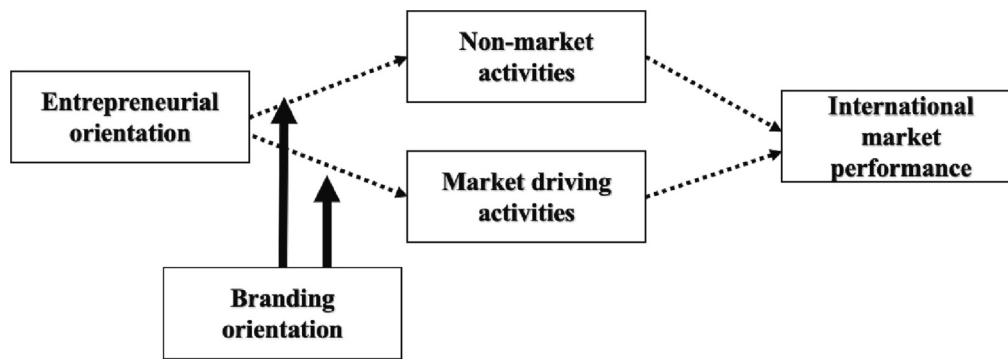 Non-market
activities
Entrepreneurial
orientation
International
market
performance
Market driving
activities
Branding
orientation